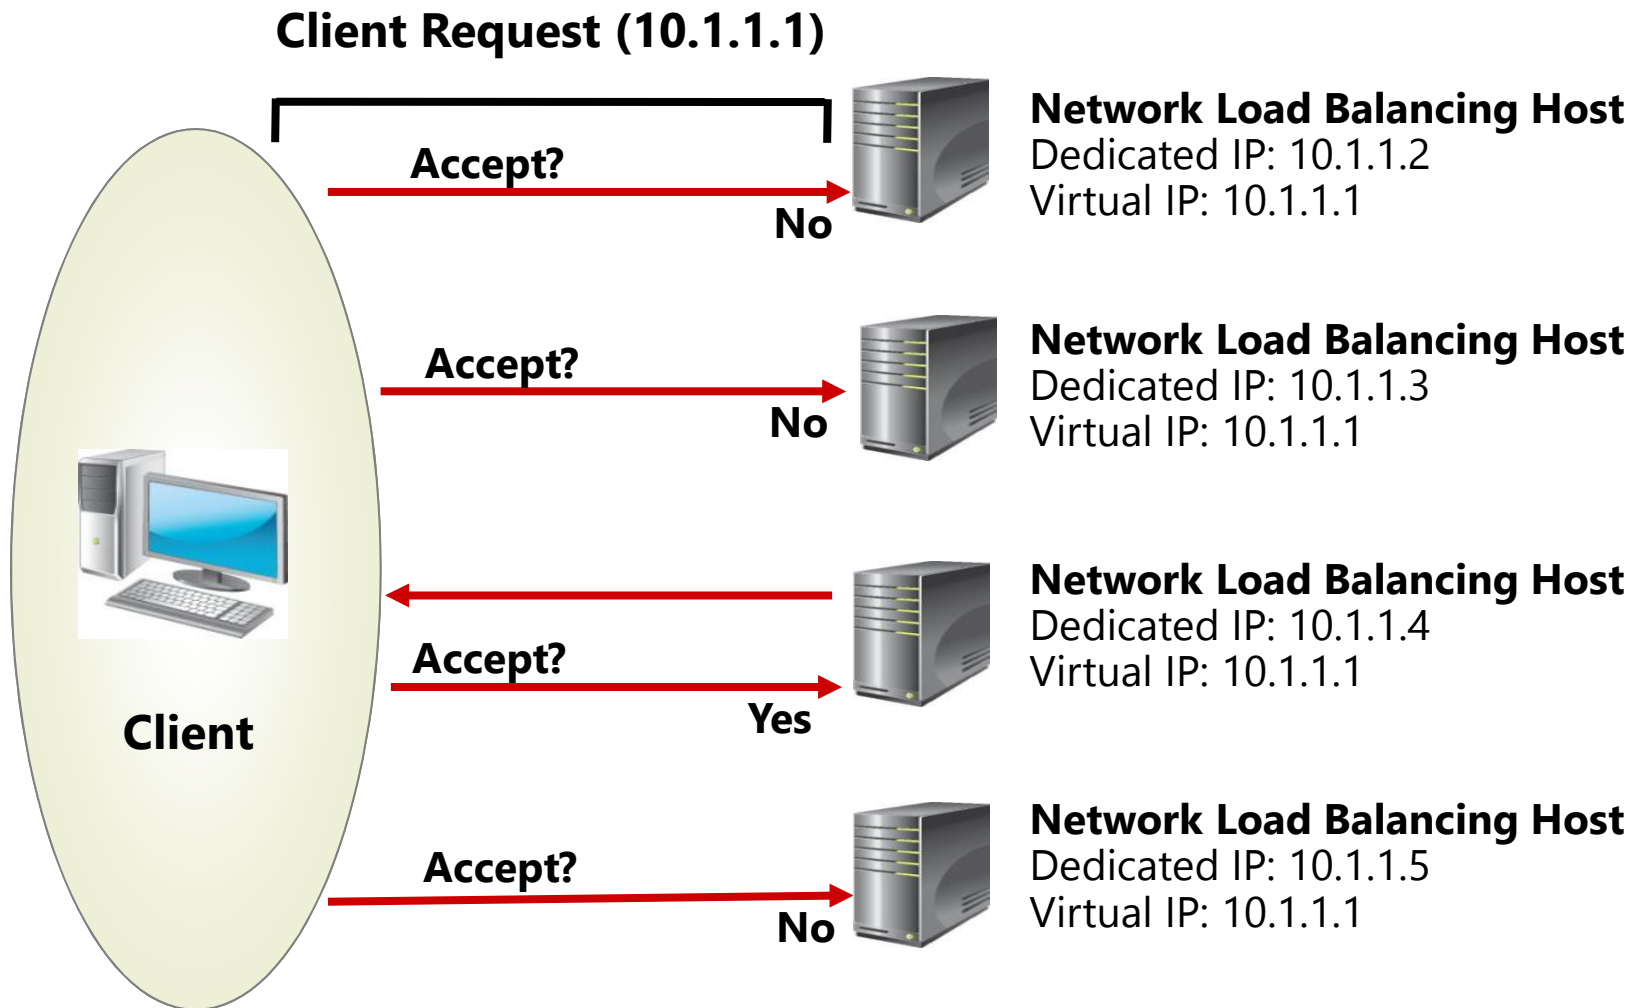 Client Request (10.1.1.1)
Accept?
No
Network Load Balancing Host
Dedicated IP: 10.1.1.2
Virtual IP: 10.1.1.1
Accept?
No
Network Load Balancing Host
Dedicated IP: 10.1.1.3
Virtual IP: 10.1.1.1
Accept?
Yes
Network Load Balancing Host
Dedicated IP: 10.1.1.4
Virtual IP: 10.1.1.1
Client
Accept?
No
Network Load Balancing Host
Dedicated IP: 10.1.1.5
Virtual IP: 10.1.1.1